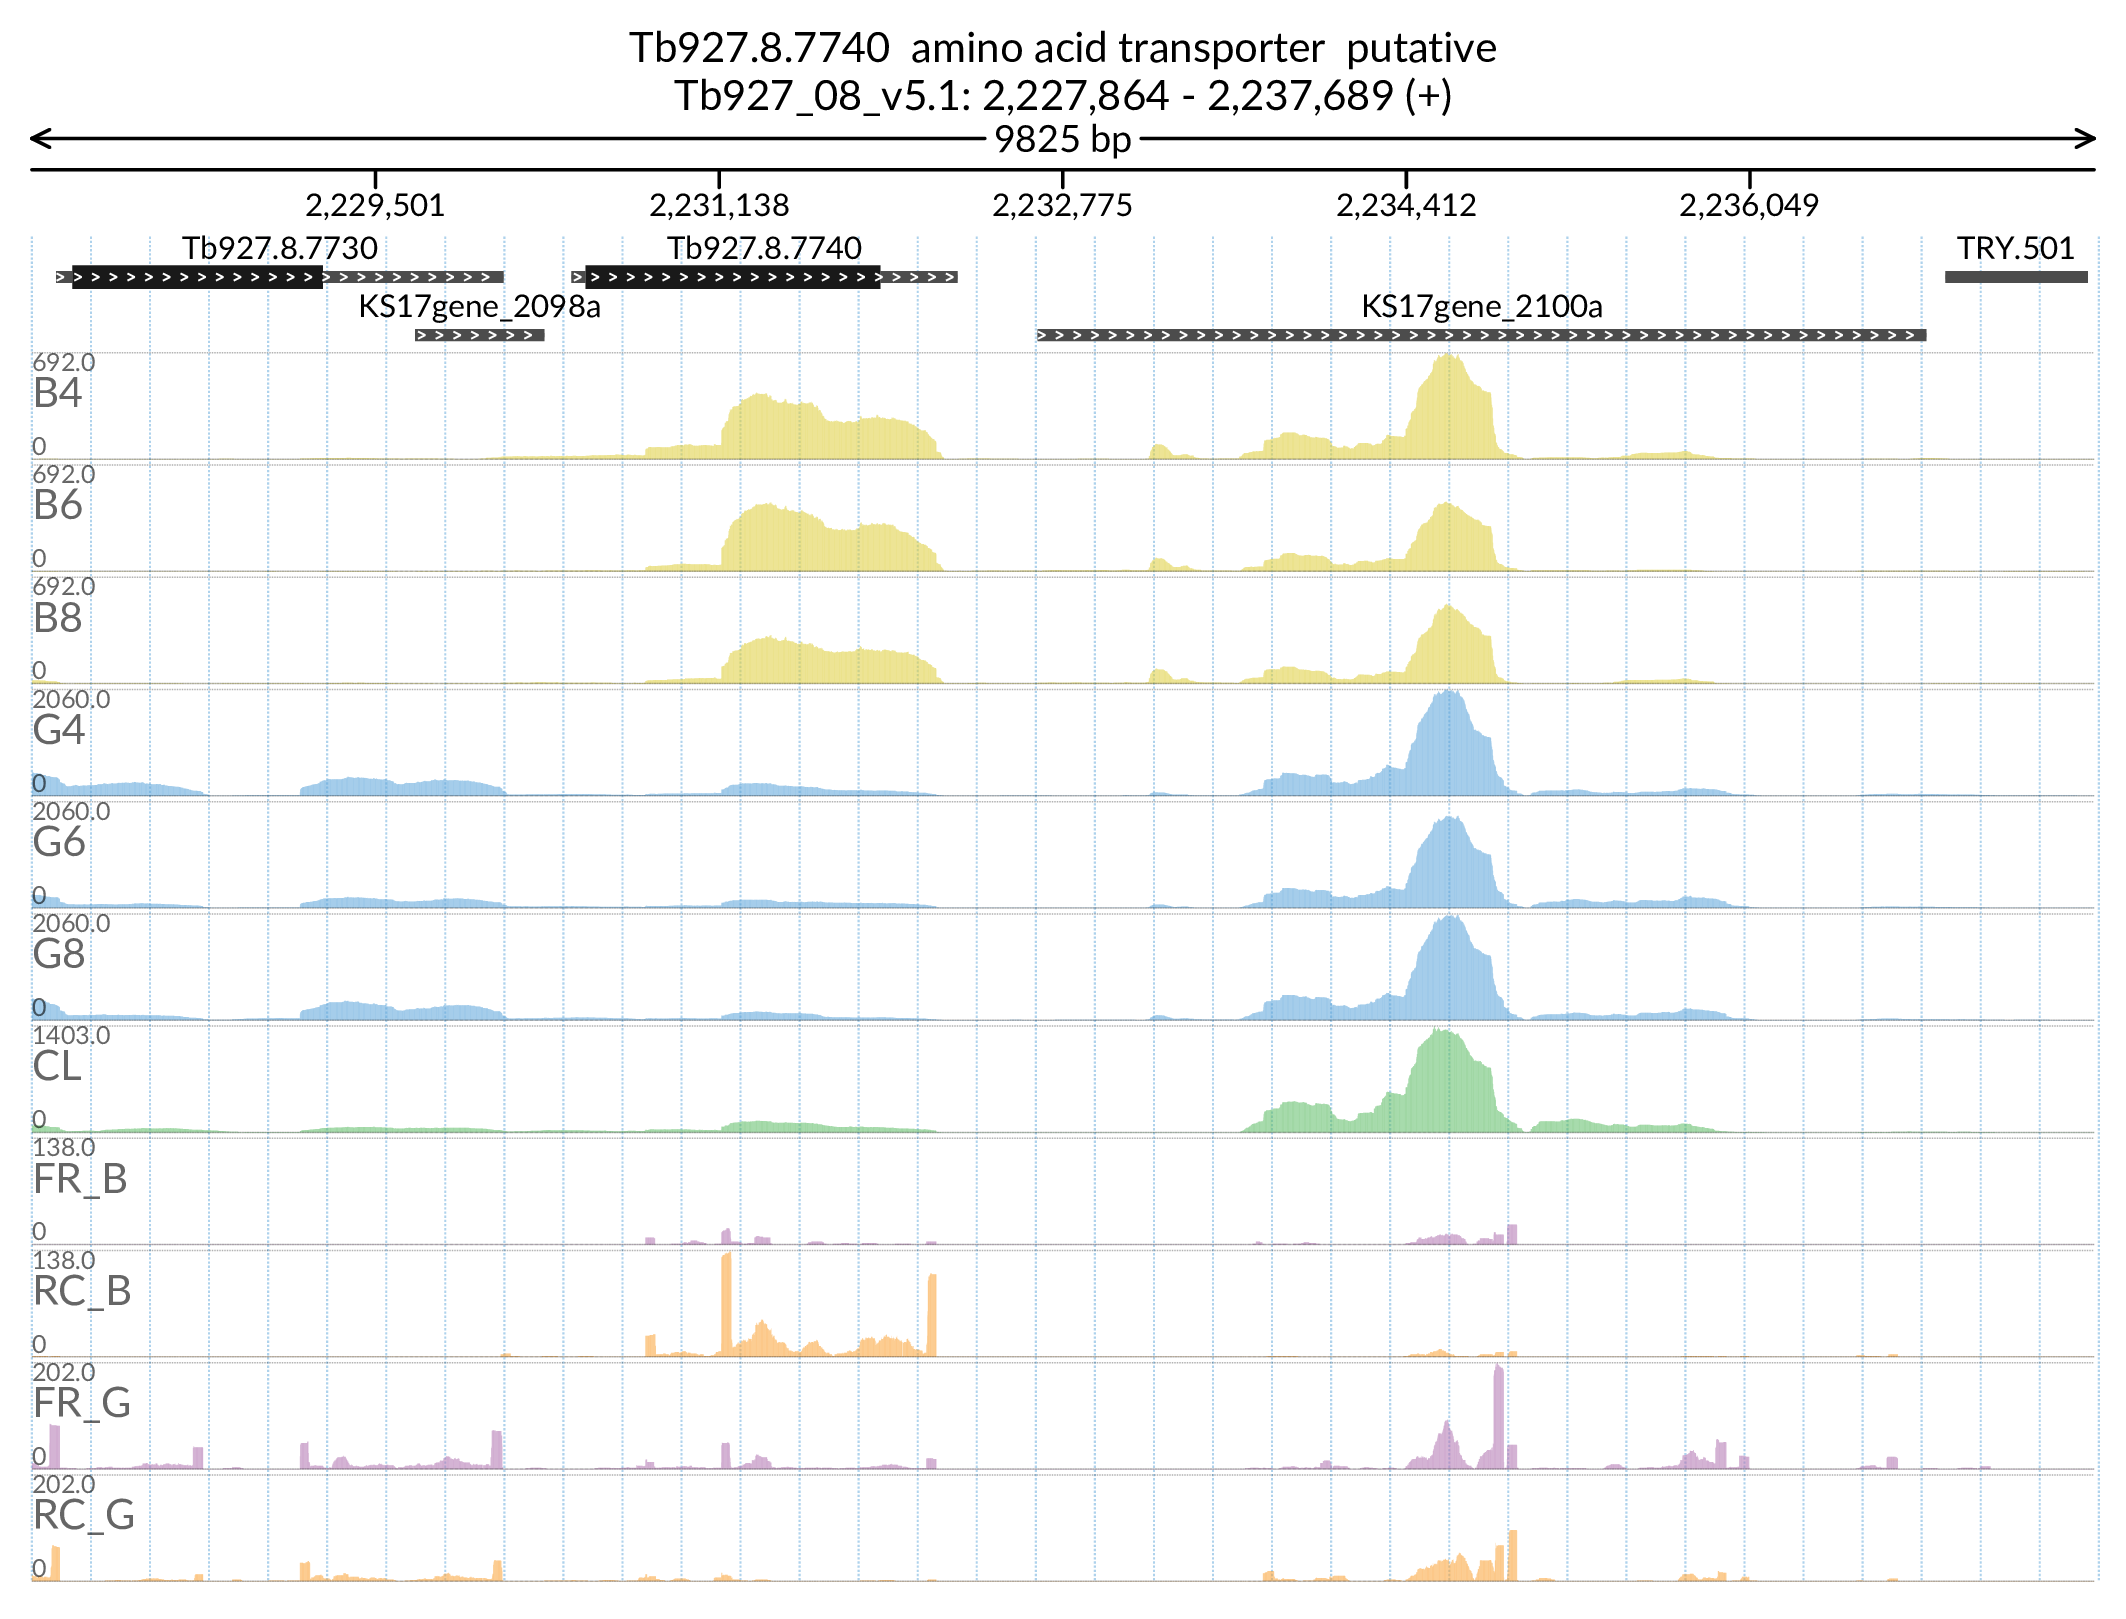 Tb927.8.7740  amino acid transporter  putative
Tb927_08_v5.1: 2,227,864 - 2,237,689 (+)
9825 bp
2,229,501 2,231,138 2,232,775 2,234,412 2,236,049
Tb927.8.7730 Tb927.8.7740 TRY.501
KS17gene_2098a KS17gene_2100a
692.0
B4
0
692.0
B6
0
692.0
B8
0
2060.0
G4
0
2060.0
G6
0
2060.0
G8
0
1403.0
CL
0
138.0
FR_B
0
138.0
RC_B
0
202.0
FR_G
0
202.0
RC_G
0